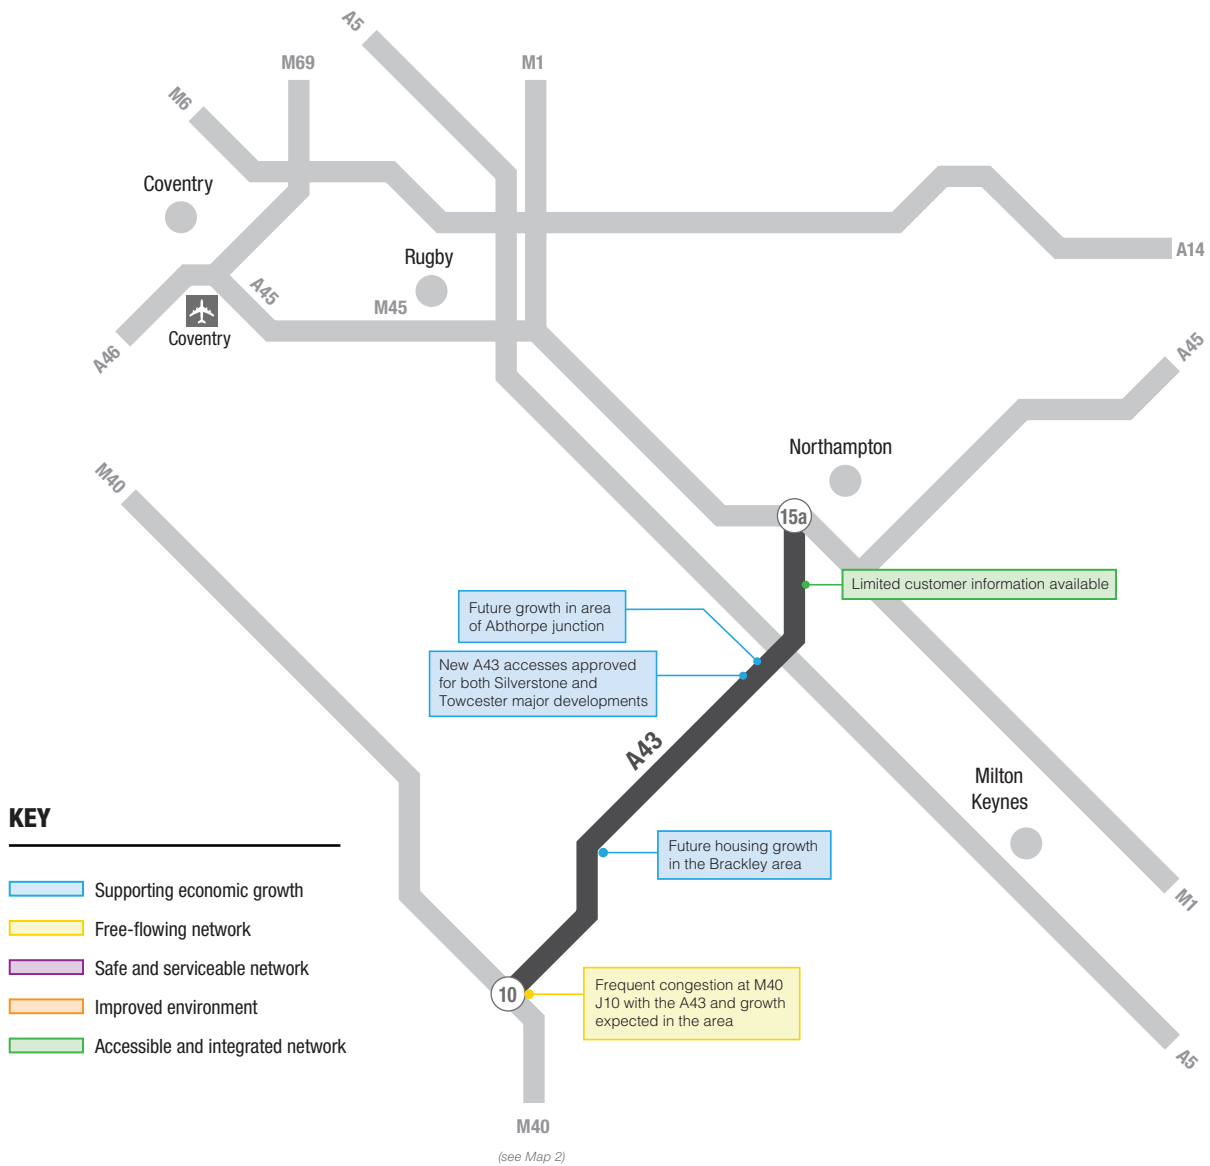 A5
M69
M1
M6
Coventry
Rugby
A14
A45
M45
Coventry
A46
A45
Northampton
M40
15a
Limited customer information available
Future growth in area
of Abthorpe junction
New A43 accesses approved
for both Silverstone and
Towcester major developments
A43
Milton
Keynes
Future housing growth
in the Brackley area
M1
KEY
Supporting economic growth
Free-flowing network
Safe and serviceable network
Improved environment
Accessible and integrated network
10
Frequent congestion at M40
J10 with the A43 and growth
expected in the area
A5
M40
(see Map 2)